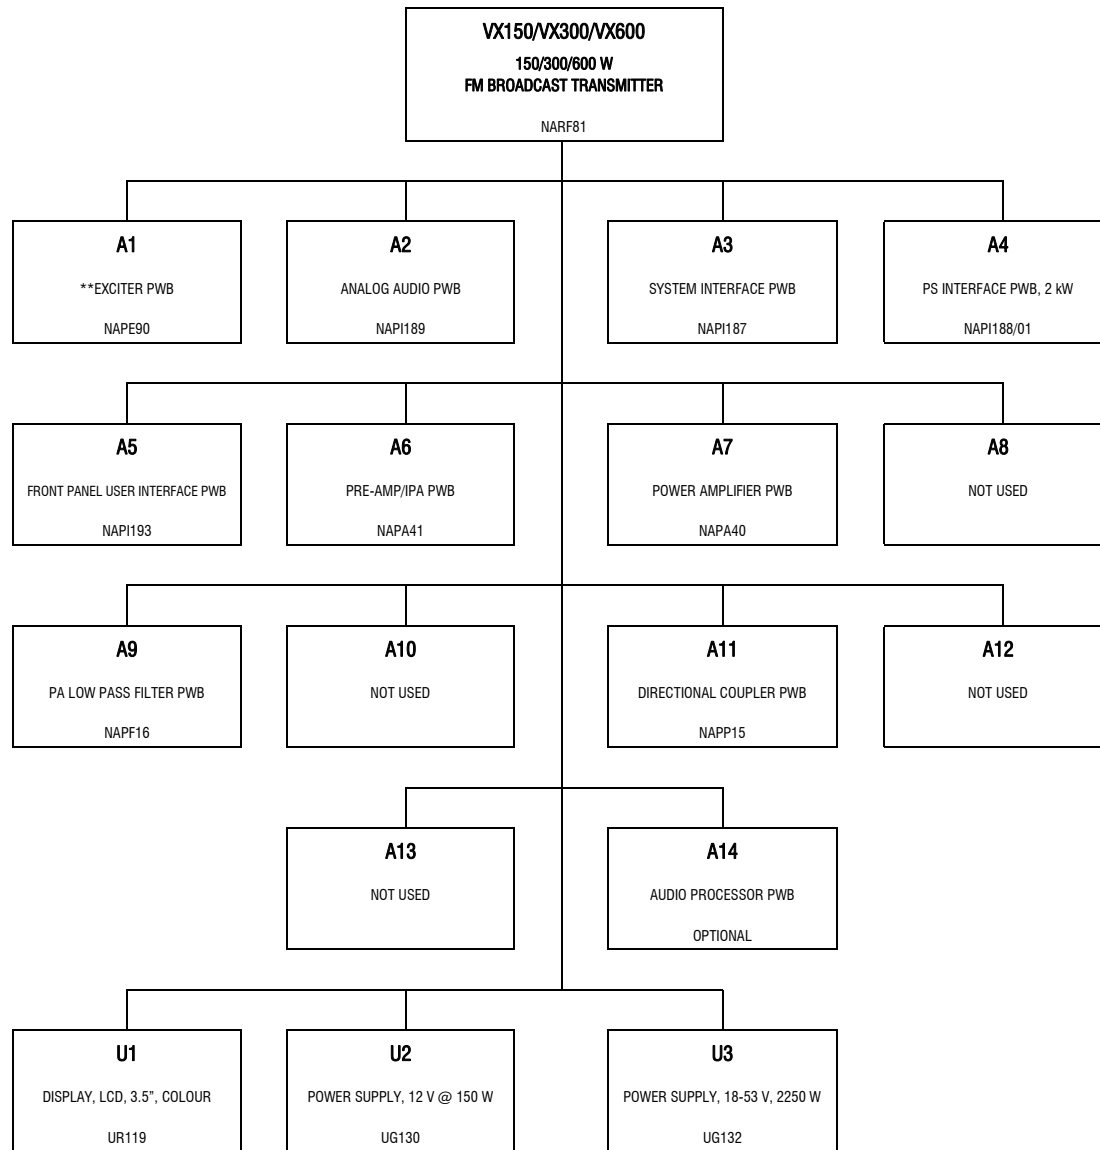 VX150/VX300/VX600
150/300/600 W
FM BROADCAST TRANSMITTER
NARF81
A1
**EXCITER PWB
NAPE90
A2
ANALOG AUDIO PWB
NAPI189
A3
SYSTEM INTERFACE PWB
NAPI187
A4
PS INTERFACE PWB, 2 kW
NAPI188/01
A5
FRONT PANEL USER INTERFACE PWB
NAPI193
A6
PRE-AMP/IPA PWB
NAPA41
A7
POWER AMPLIFIER PWB
NAPA40
A8
NOT USED
A9
PA LOW PASS FILTER PWB
NAPF16
A10
NOT USED
A11
DIRECTIONAL COUPLER PWB
NAPP15
A12
NOT USED
A13
NOT USED
A14
AUDIO PROCESSOR PWB
OPTIONAL
U1
DISPLAY, LCD, 3.5”, COLOUR
UR119
U2
POWER SUPPLY, 12 V @ 150 W
UG130
U3
POWER SUPPLY, 18-53 V, 2250 W
UG132